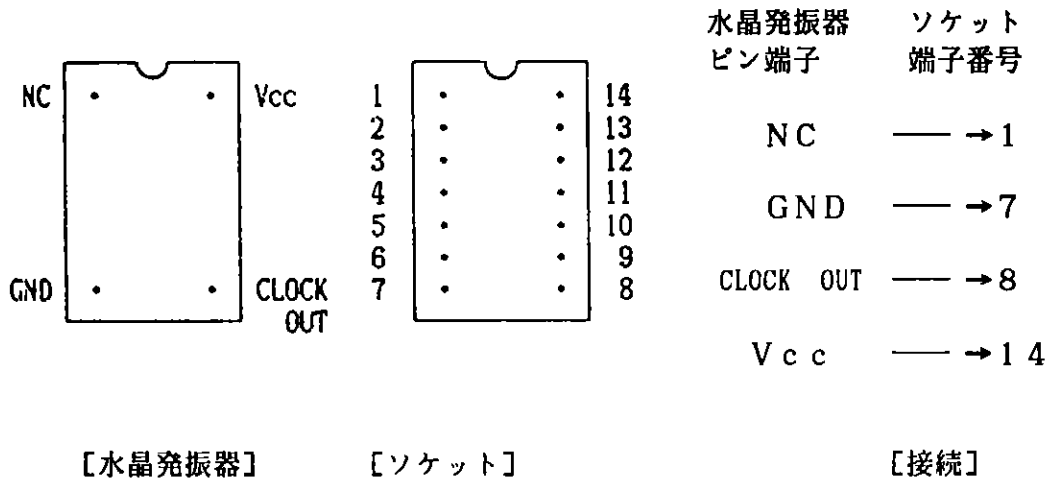 水晶発振器 ソケット
ピン端子 端子番号
NC Vcc
GND CLOCK
OUT
1 14
2 13
3 12
4 11
5 10
6 9
7 8
NC → 1
GND → 7
CLOCK OUT → 8
Vcc → 14
[水晶発振器] [ソケット] [接続]